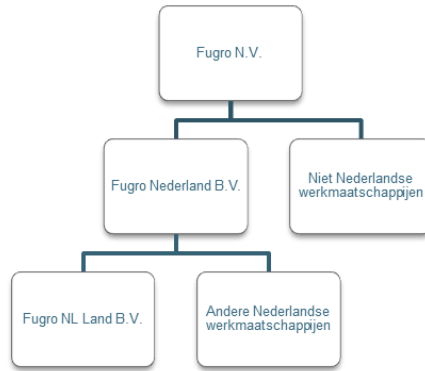 Fugro N.V.
Fugro Nederland B.V.
Niet Nederlandse
werkmaatschappijen
Fugro NL Land B.V.
Andere Nederlandse
werkmaatschappijen